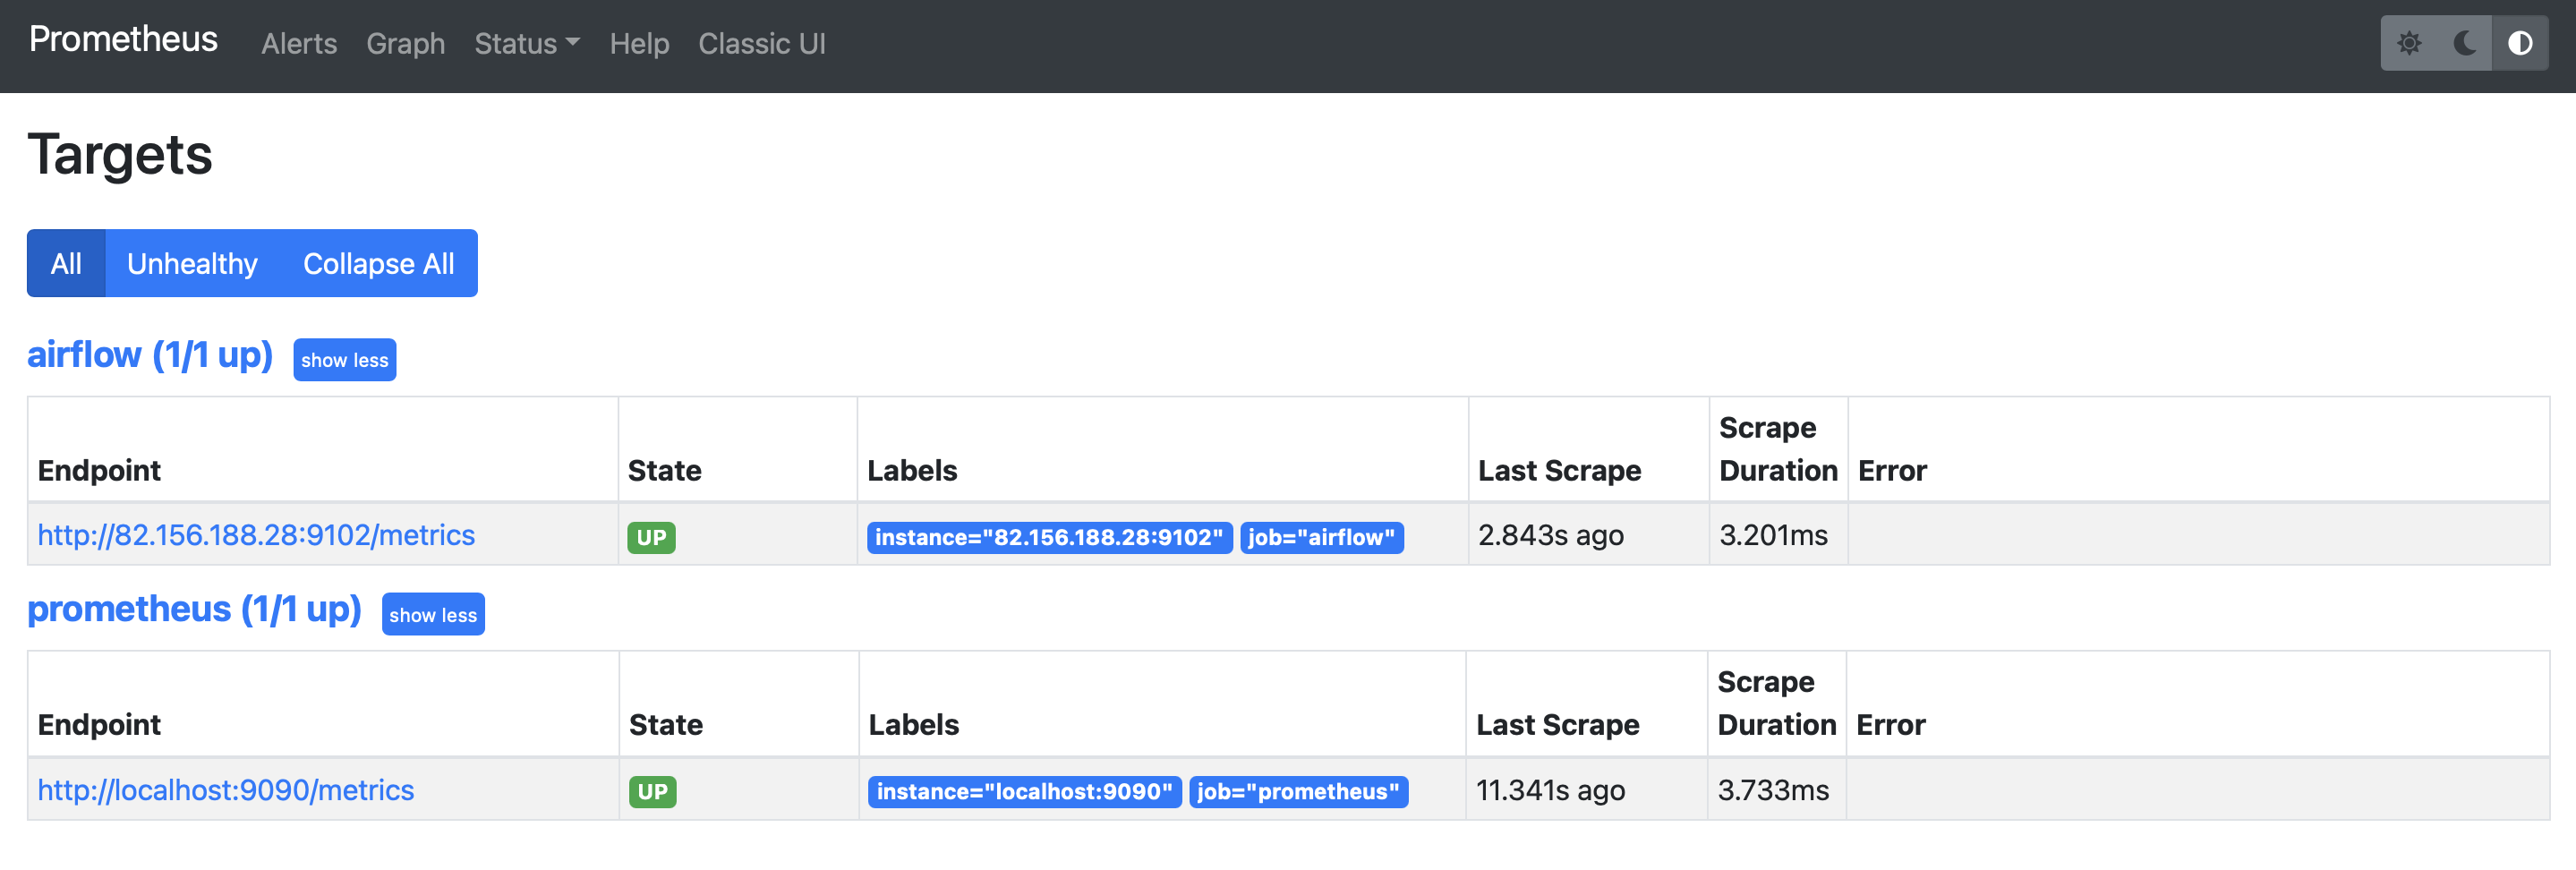 Prometheus Alerts Graph Status Help Classic UI
Targets
All Unhealthy Collapse All
airflow (1/1 up) show less
Endpoint State Labels Last Scrape Scrape Duration Error
http://82.156.188.28:9102/metrics UP instance="82.156.188.28:9102" job="airflow" 2.843s ago 3.201ms
prometheus (1/1 up) show less
Endpoint State Labels Last Scrape Scrape Duration Error
http://localhost:9090/metrics UP instance="localhost:9090" job="prometheus" 11.341s ago 3.733ms